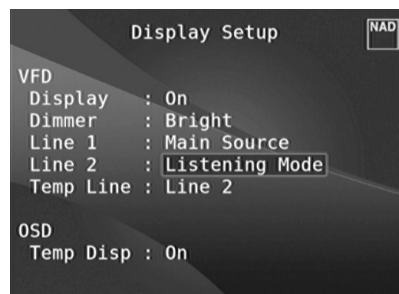 Display Setup
NAD
VFD
Display : On
Dimmer : Bright
Line 1 : Main Source
Line 2 : Listening Mode
Temp Line : Line 2
OSD
Temp Disp : On